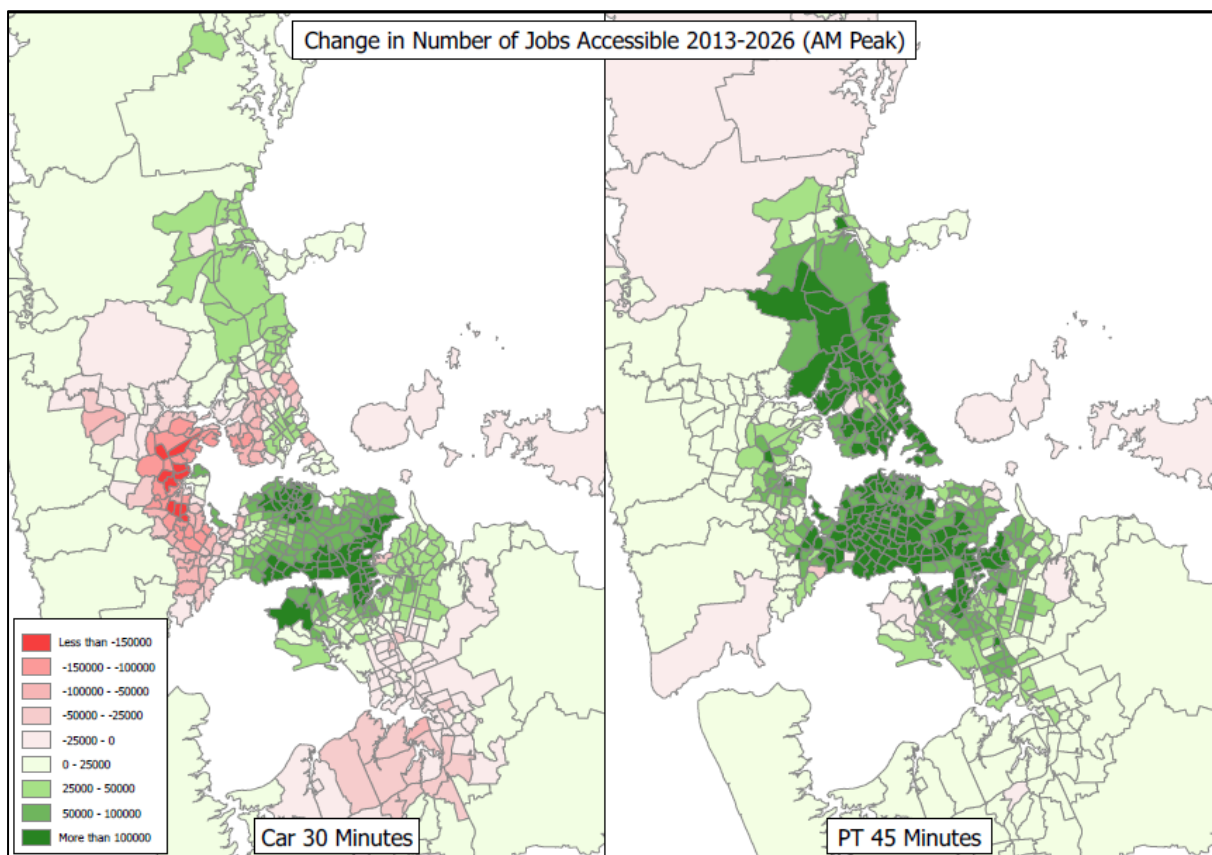 Change in Number of Jobs Accessible 2013-2026 (AM Peak)
Less than -150000
-150000 - -100000
-100000 - -50000
-50000 - -25000
-25000 - 0
0 - 25000
25000 - 50000
50000 - 100000
More than 100000
Car 30 Minutes
PT 45 Minutes